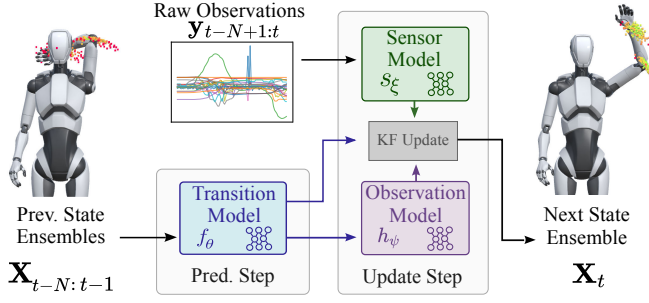 Raw Observations
y_{t−N+1:t}
Sensor
Model
s_ξ
KF Update
Transition
Model
f_θ
Observation
Model
h_ψ
Prev. State
Ensembles
X_{t−N: t−1}
Pred. Step
Update Step
Next State
Ensemble
X_t